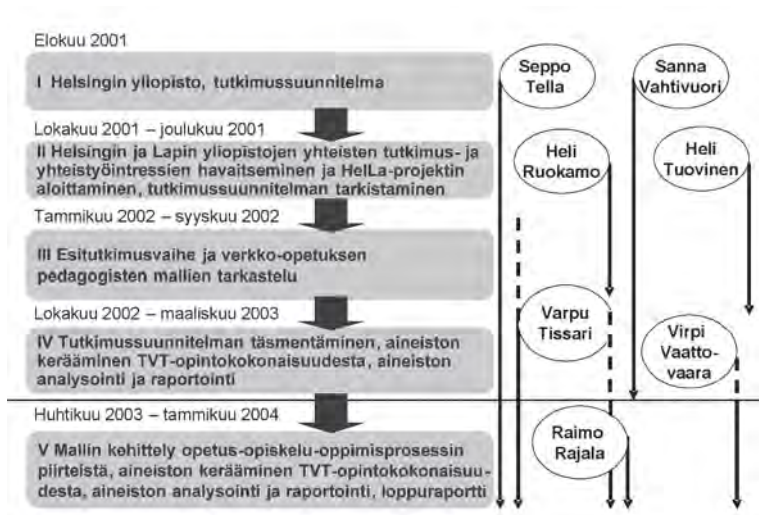 Elokuu 2001
I Helsingin yliopisto, tutkimussuunnitelma
Lokakuu 2001 – joulukuu 2001
II Helsingin ja Lapin yliopistojen yhteisten tutkimus- ja
yhteistyöintressien havaitseminen ja HelLa-projektin
aloittaminen, tutkimussuunnitelman tarkistaminen
Tammikuu 2002 – syyskuu 2002
III Esitutkimusvaihe ja verkko-opetuksen
pedagogisten mallien tarkastelu
Lokakuu 2002 – maaliskuu 2003
IV Tutkimussuunnitelman täsmentäminen, aineiston
kerääminen TVT-opintokokonaisuudesta, aineiston
analysointi ja raportointi
Huhtikuu 2003 – tammikuu 2004
V Mallin kehittely opetus-opiskelu-oppimisprosessin
piirteistä, aineiston kerääminen TVT-opintokokonaisuu-
desta, aineiston analysointi ja raportointi, loppuraportti
Seppo
Tella
Sanna
Vahtivuori
Heli
Ruokamo
Heli
Tuovinen
Varpu
Tissari
Virpi
Vaatto-
vaara
Raimo
Rajala